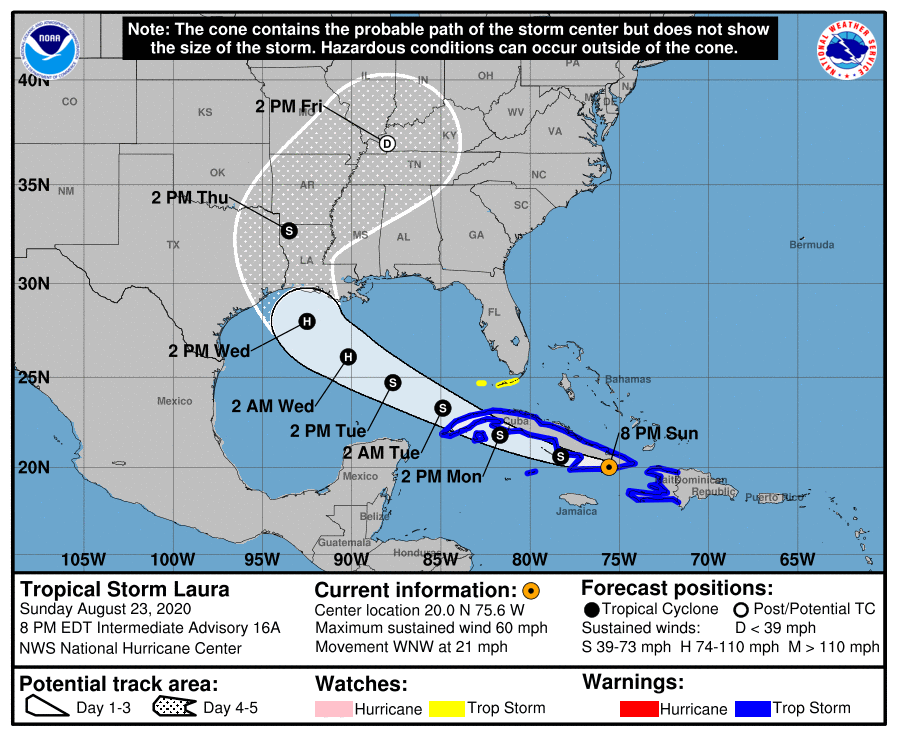 Note: The cone contains the probable path of the storm center but does not show
the size of the storm. Hazardous conditions can occur outside of the cone.
NOAA
NATIONAL WEATHER SERVICE
40N
35N
30N
25N
20N
CO
KS
MO
IL
IN
OH
PA
NJ
DE
WV
VA
KY
NM
OK
AR
TN
NC
SC
TX
LA
MS
AL
GA
FL
Bermuda
Bahamas
Mexico
Cuba
Mexico
Belize
Guatemala
Honduras
Jamaica
Dominican
Republic
Puerto Rico
2 PM Fri
D
2 PM Thu
S
2 PM Wed
H
2 AM Wed
H
2 PM Tue
S
2 AM Tue
S
2 PM Mon
S
S
8 PM Sun
105W 100W 95W 90W 85W 80W 75W 70W 65W
Tropical Storm Laura
Sunday August 23, 2020
8 PM EDT Intermediate Advisory 16A
NWS National Hurricane Center
Current information:
Center location 20.0 N 75.6 W
Maximum sustained wind 60 mph
Movement WNW at 21 mph
Forecast positions:
Tropical Cyclone Post/Potential TC
Sustained winds: D < 39 mph
S 39-73 mph H 74-110 mph M > 110 mph
Potential track area:
Day 1-3 Day 4-5
Watches:
Hurricane Trop Storm
Warnings:
Hurricane Trop Storm